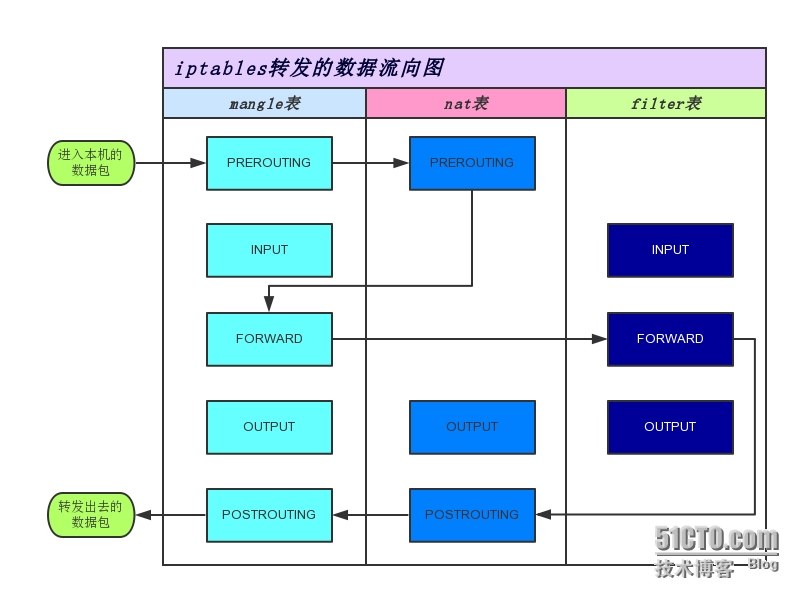 iptables转发的数据流向图
mangle表
nat表
filter表
进入本机的
数据包
PREROUTING
PREROUTING
INPUT
INPUT
FORWARD
FORWARD
OUTPUT
OUTPUT
OUTPUT
转发出去的
数据包
POSTROUTING
POSTROUTING
51CTO.com
技术博客
Blog